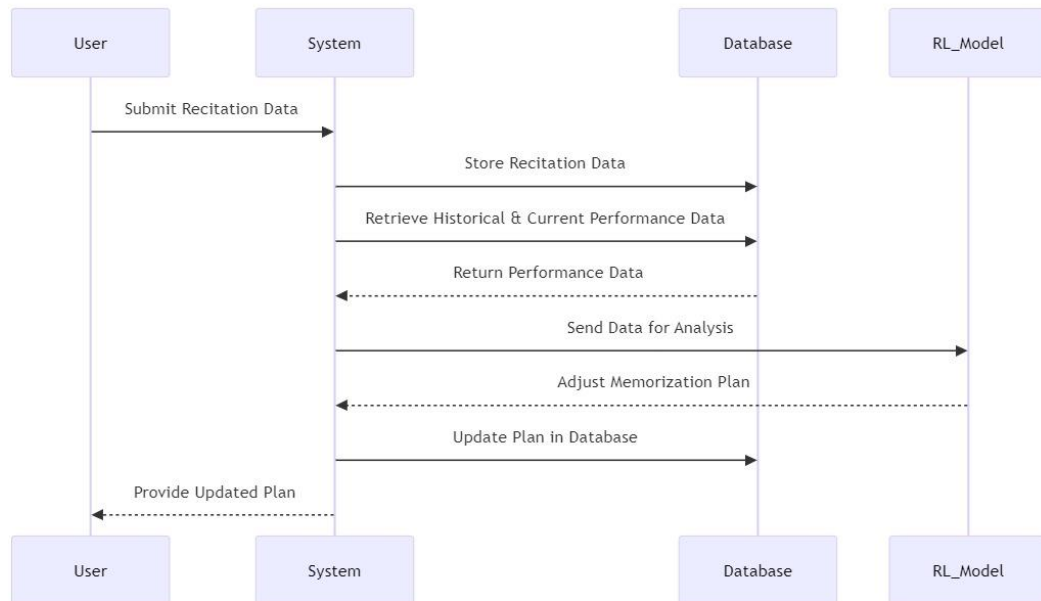 User System Database RL_Model
Submit Recitation Data
Store Recitation Data
Retrieve Historical & Current Performance Data
Return Performance Data
Send Data for Analysis
Adjust Memorization Plan
Update Plan in Database
Provide Updated Plan
User System Database RL_Model